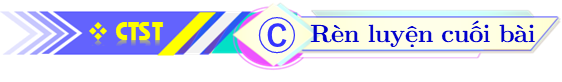 ❖ CTST Ⓒ Rèn luyện cuối bài